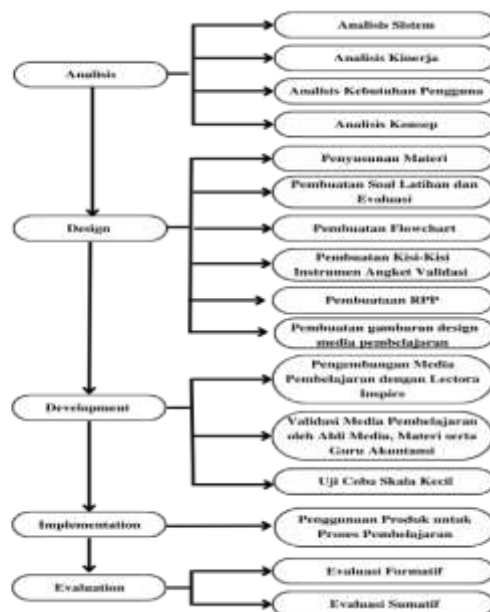 Analisis
Analisis Sistem
Analisis Kinerja
Analisis Kebutuhan Pengguna
Analisis Konsep
Design
Penyusunan Materi
Pembuatan Soal Latihan dan
Evaluasi
Pembuatan Flowchart
Pembuatan Kisi-Kisi
Instrumen Angket Validasi
Pembuataan RPP
Pembuatan gambaran design
media pembelajaran
Development
Pengembangan Media
Pembelajaran dengan Lectora
Inspire
Validasi Media Pembelajaran
oleh Ahli Media, Materi serta
Guru Akuntansi
Uji Coba Skala Kecil
Implementation
Penggunaan Produk untuk
Proses Pembelajaran
Evaluation
Evaluasi Formatif
Evaluasi Sumatif